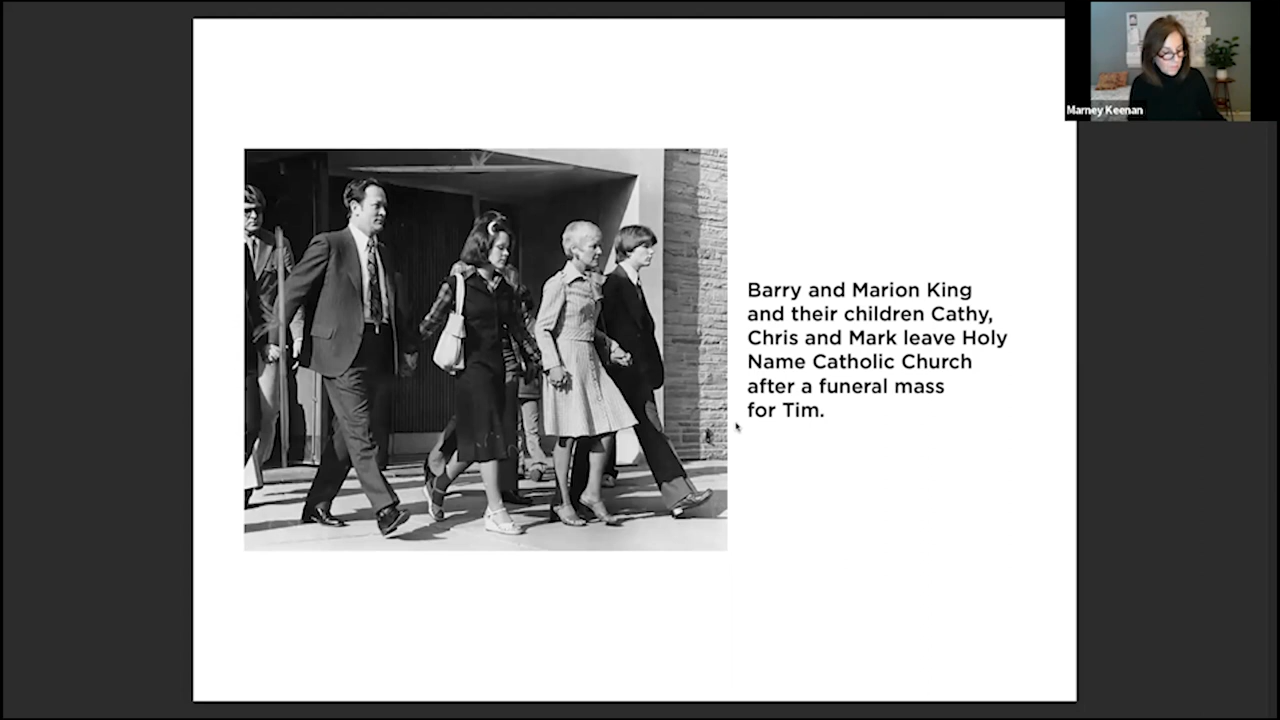 Marney Keenan
Barry and Marion King
and their children Cathy,
Chris and Mark leave Holy
Name Catholic Church
after a funeral mass
for Tim.